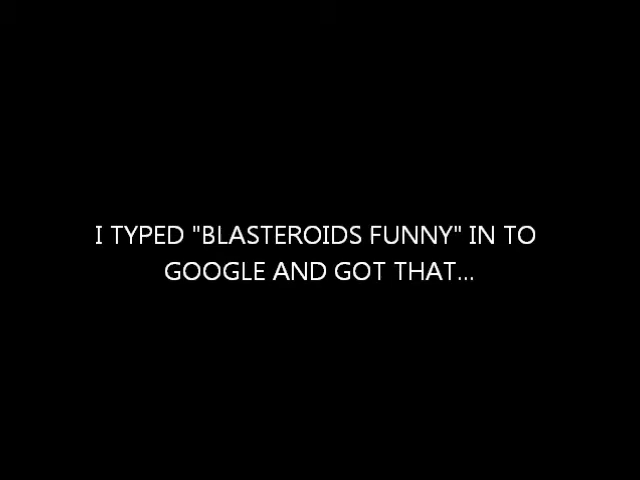 I TYPED "BLASTEROIDS FUNNY" IN TO
GOOGLE AND GOT THAT...